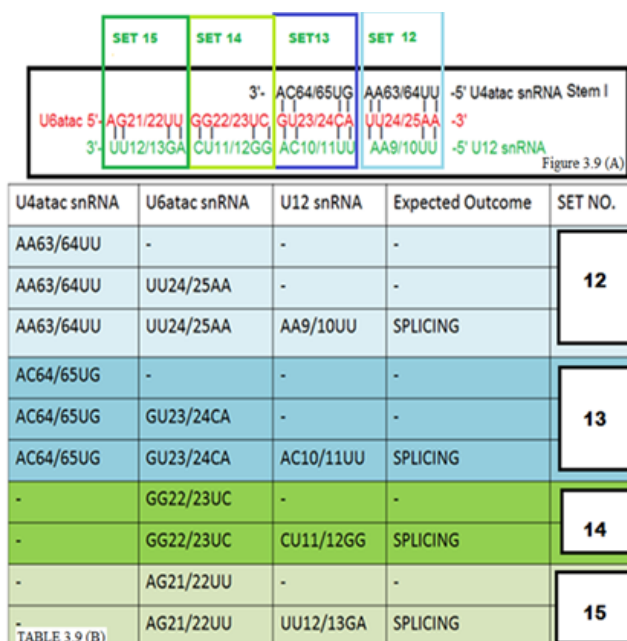 SET 15 SET 14 SET13 SET 12
3'- AC64/65UG AA63/64UU -5' U4atac snRNA Stem I
U6atac 5'- AG21/22UU GG22/23UC GU23/24CA UU24/25AA -3'
3'- UU12/13GA CU11/12GG AC10/11UU AA9/10UU -5' U12 snRNA
Figure 3.9 (A)
U4atac snRNA U6atac snRNA U12 snRNA Expected Outcome SET NO.
AA63/64UU - - -
AA63/64UU UU24/25AA - -
12
AA63/64UU UU24/25AA AA9/10UU SPLICING
AC64/65UG - - -
AC64/65UG GU23/24CA - -
13
AC64/65UG GU23/24CA AC10/11UU SPLICING
- GG22/23UC - -
- GG22/23UC CU11/12GG SPLICING
14
- AG21/22UU - -
- AG21/22UU UU12/13GA SPLICING
15
TABLE 3.9 (B)